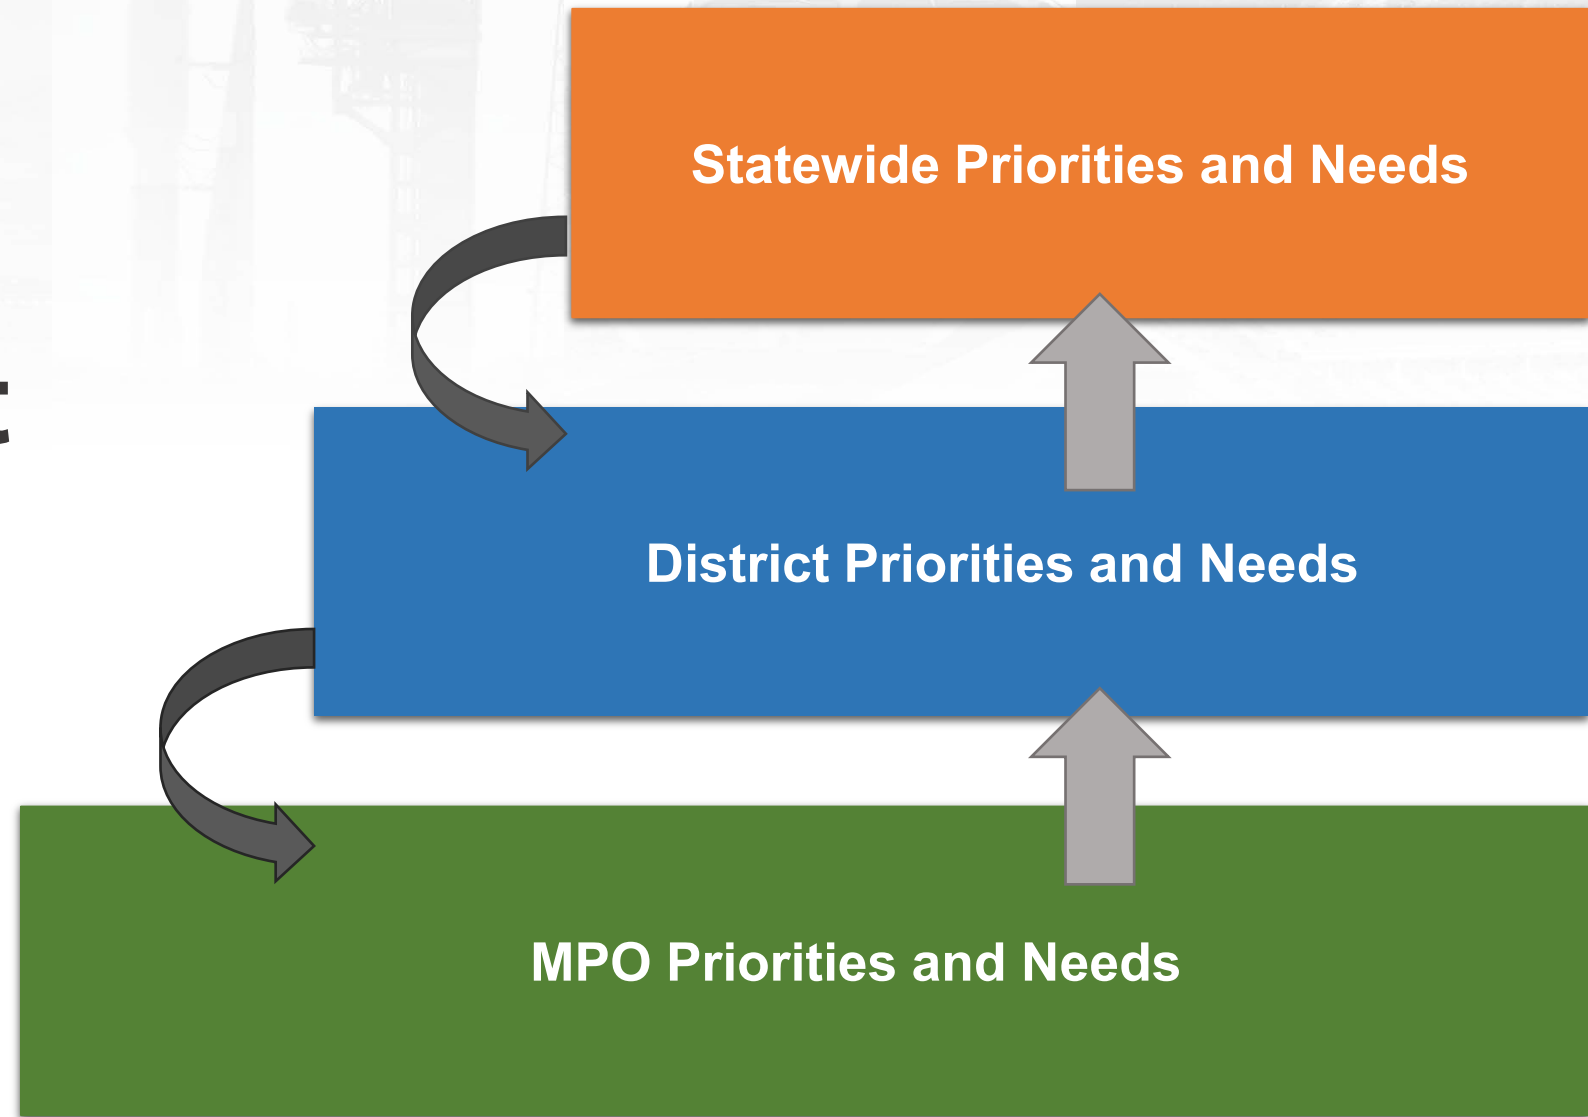 Statewide Priorities and Needs
t
District Priorities and Needs
MPO Priorities and Needs